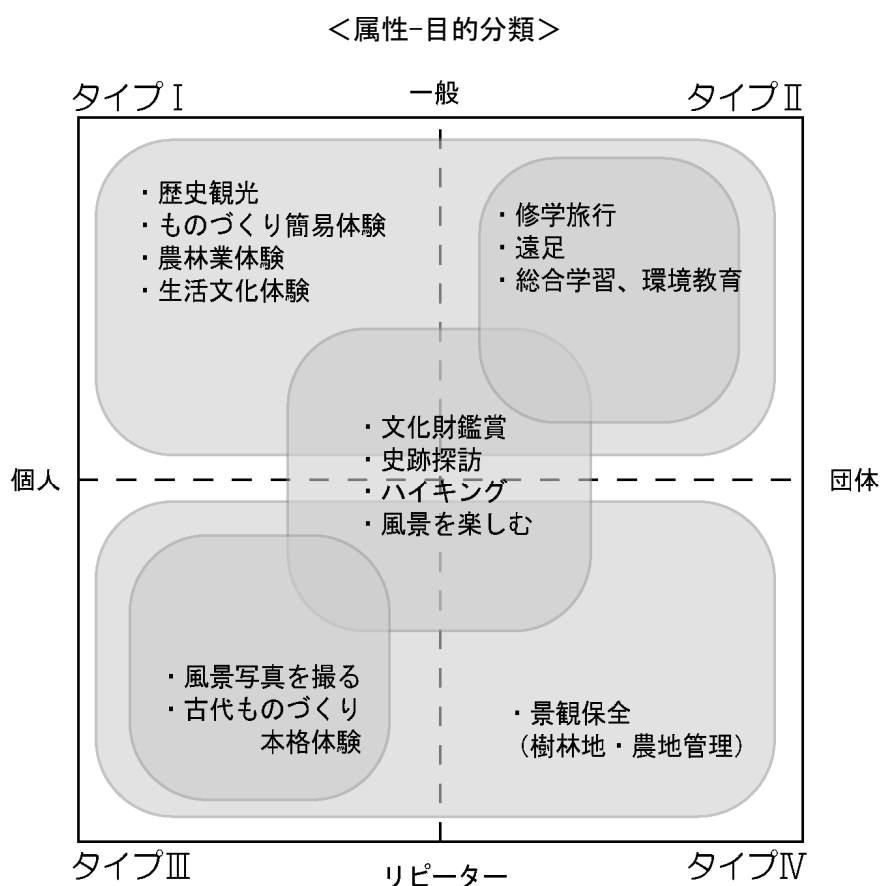 ＜属性−目的分類＞
タイプⅠ
一般
タイプⅡ
・歴史観光
・ものづくり簡易体験
・農林業体験
・生活文化体験
・修学旅行
・遠足
・総合学習、環境教育
・文化財鑑賞
・史跡探訪
・ハイキング
・風景を楽しむ
個人
団体
・風景写真を撮る
・古代ものづくり
本格体験
・景観保全
（樹林地・農地管理）
タイプⅢ
リピーター
タイプⅣ